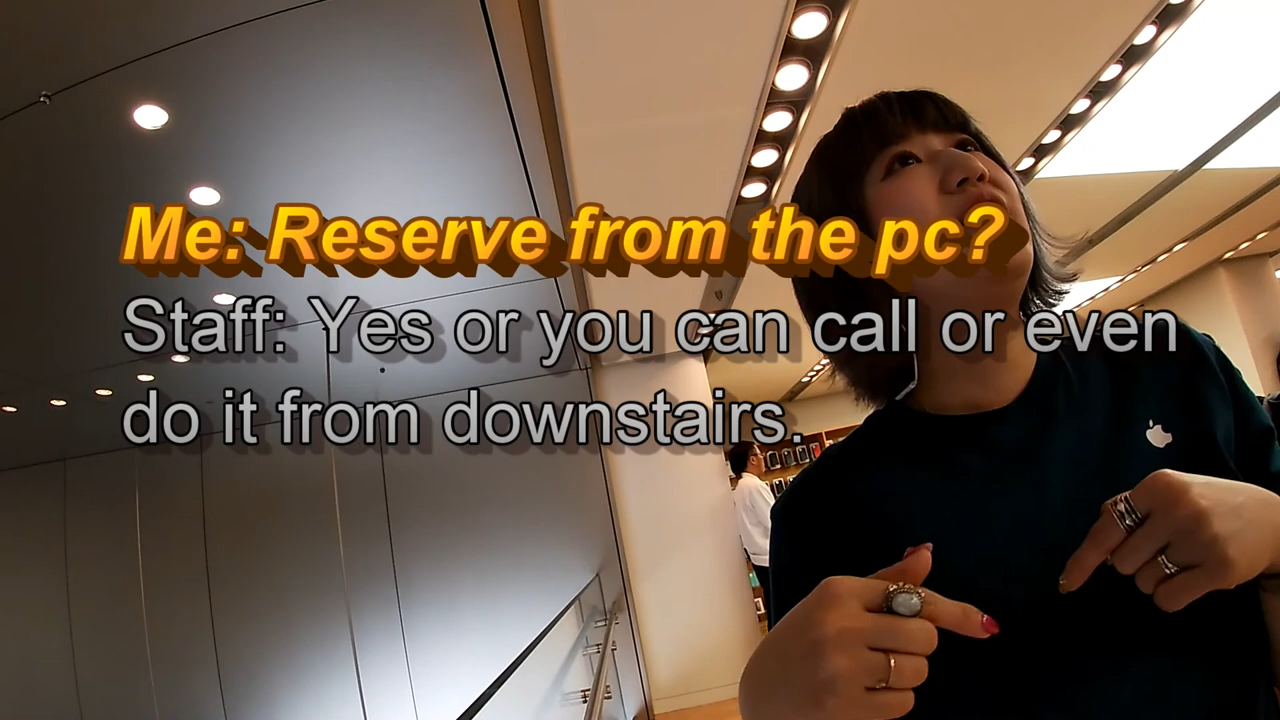 Me: Reserve from the pc?
Staff: Yes or you can call or even
do it from downstairs.